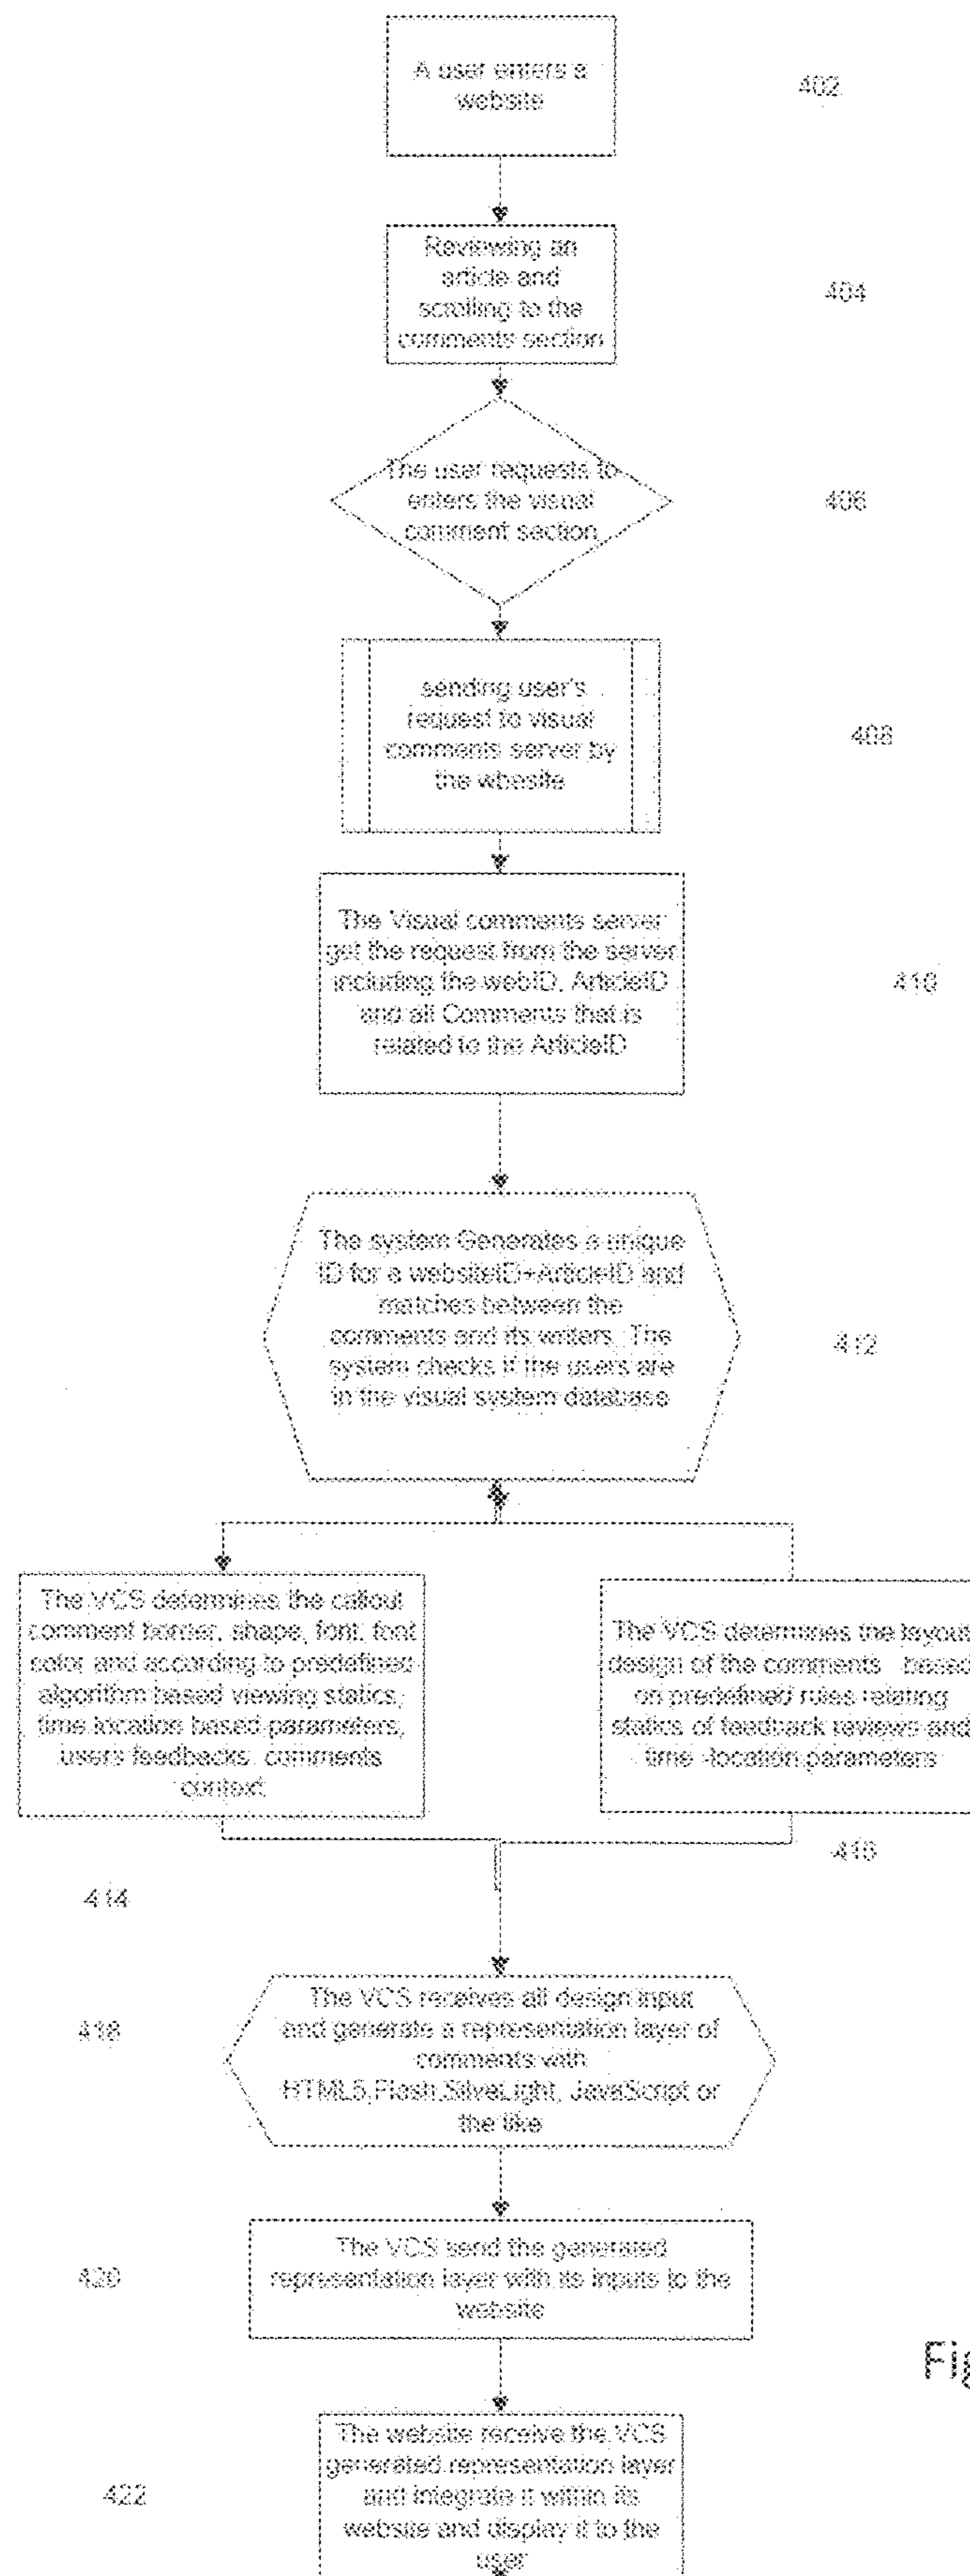 A user enters a
website
402
Reviewing an
article and
scrolling to the
comments section
404
The user requests to
enters the visual
comment section
406
sending user's
request to visual
comments server by
the wbesite
408
The Visual comments server
get the request from the server
including the webID, ArticleID
and all Comments that is
related to the ArticleID
410
The system Generates a unique
ID for a websiteID+ArticleID and
matches between the
comments and its writers. The
system checks if the users are
in the visual system database
412
The VCS determines the callout
comment border, shape, font, font
color and according to predefined
algorithm based viewing statics,
time location based parameters,
users feedbacks comments
context
414
The VCS determines the layout
design of the comments based
on predefined rules relating
statics of feedback reviews and
time -location parameters
416
The VCS receives all design input
and generate a representation layer of
comments with
HTML5,Flash,SilveLight, JavaScript or
the like
418
The VCS send the generated
representation layer with its inputs to the
website
420
Fig
The website receive the VCS
generated representation layer
and integrate it within its
website and display it to the
user
422